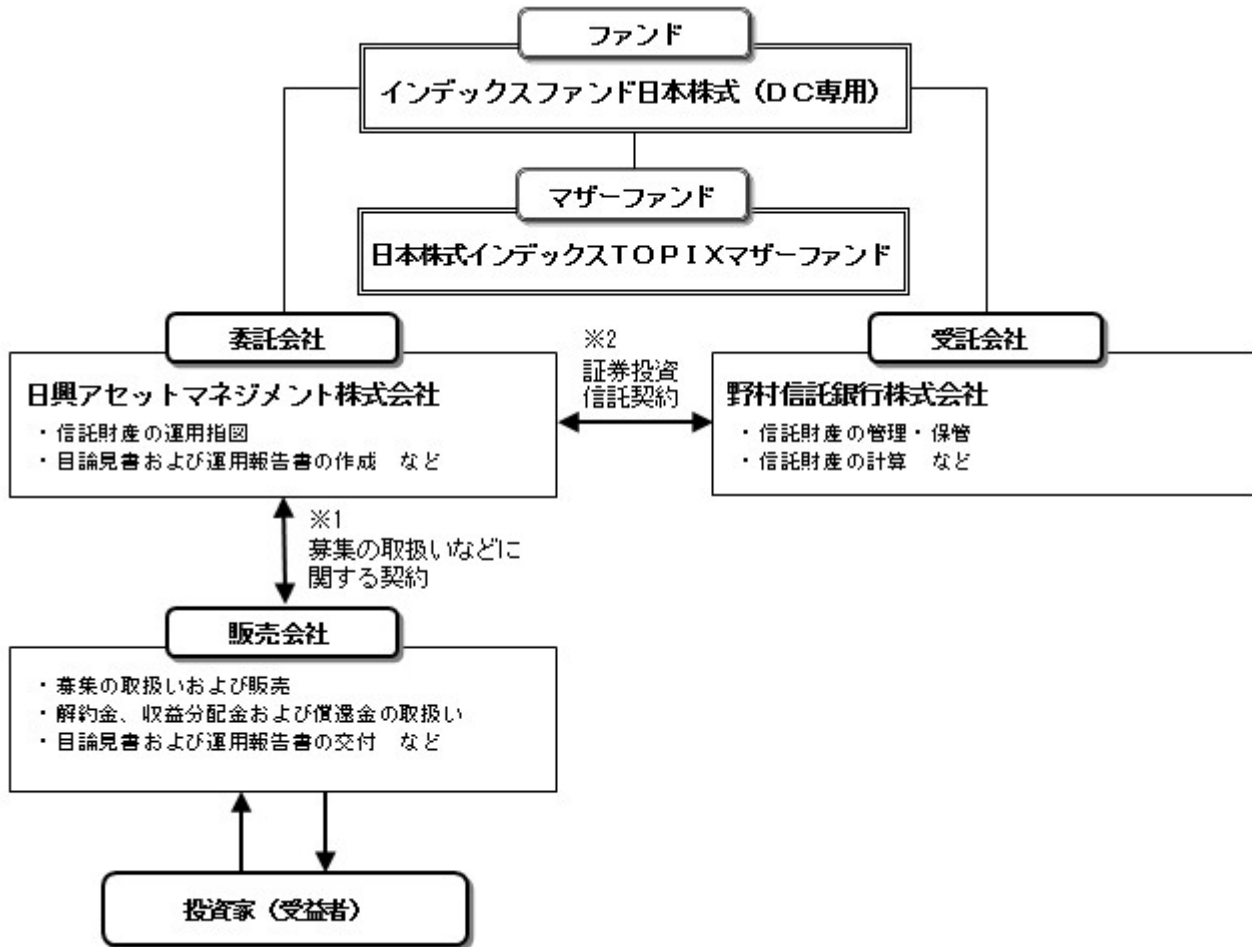 ファンド
インデックスファンド日本株式（ＤＣ専用）
マザーファンド
日本株式インデックスＴＯＰＩＸマザーファンド
委託会社
日興アセットマネジメント株式会社
・信託財産の運用指図
・目論見書および運用報告書の作成　など
※2
証券投資
信託契約
受託会社
野村信託銀行株式会社
・信託財産の管理・保管
・信託財産の計算　など
※1
募集の取扱いなどに
関する契約
販売会社
・募集の取扱いおよび販売
・解約金、収益分配金および償還金の取扱い
・目論見書および運用報告書の交付　など
投資家（受益者）